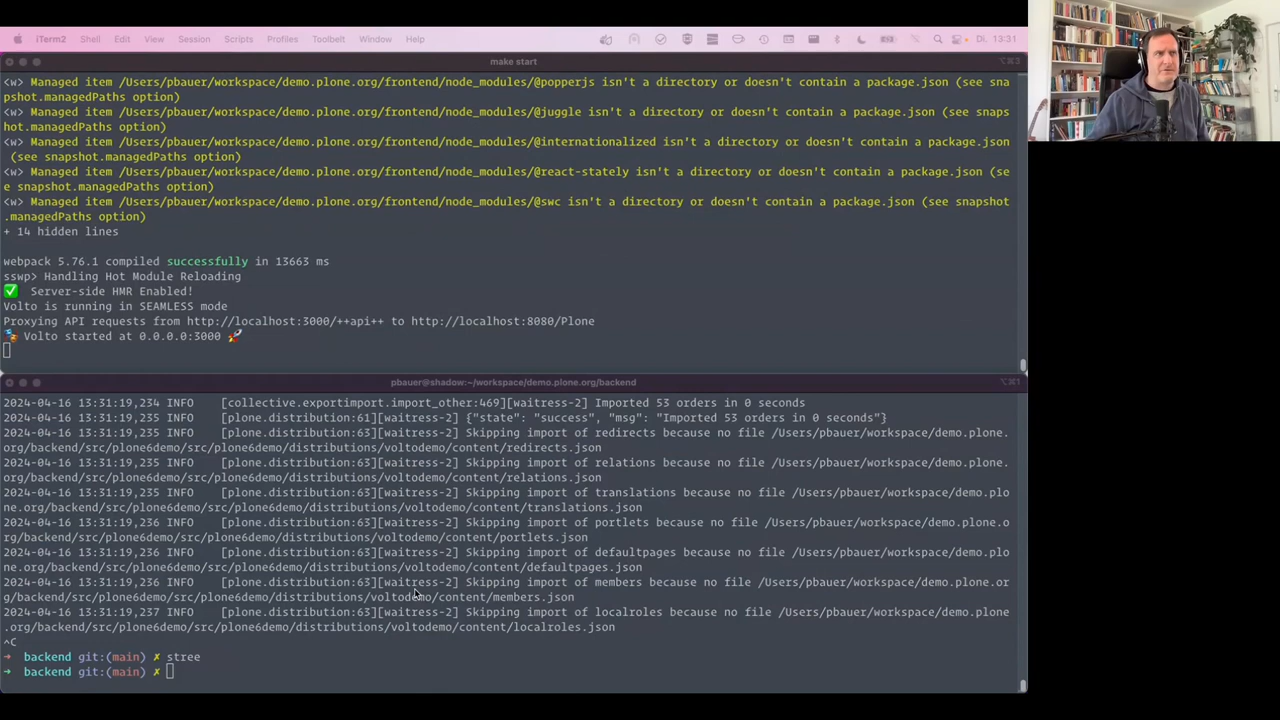 iTerm2 Shell Edit View Session Scripts Profiles Toolbelt Window Help Di. 13:31
make start ⌥⌘3
<w> Managed item /Users/pbauer/workspace/demo.plone.org/frontend/node_modules/@popperjs isn't a directory or doesn't contain a package.json (see sna
pshot.managedPaths option)
<w> Managed item /Users/pbauer/workspace/demo.plone.org/frontend/node_modules/@juggle isn't a directory or doesn't contain a package.json (see snaps
hot.managedPaths option)
<w> Managed item /Users/pbauer/workspace/demo.plone.org/frontend/node_modules/@internationalized isn't a directory or doesn't contain a package.json
(see snapshot.managedPaths option)
<w> Managed item /Users/pbauer/workspace/demo.plone.org/frontend/node_modules/@react-stately isn't a directory or doesn't contain a package.json (se
e snapshot.managedPaths option)
<w> Managed item /Users/pbauer/workspace/demo.plone.org/frontend/node_modules/@swc isn't a directory or doesn't contain a package.json (see snapshot
.managedPaths option)
+ 14 hidden lines
webpack 5.76.1 compiled successfully in 13663 ms
sswp> Handling Hot Module Reloading
✅ Server-side HMR Enabled!
Volto is running in SEAMLESS mode
Proxying API requests from http://localhost:3000/++api++ to http://localhost:8080/Plone
🎭 Volto started at 0.0.0.0:3000 🚀
pbauer@shadow:~/workspace/demo.plone.org/backend ⌥⌘1
2024-04-16 13:31:19,234 INFO [collective.exportimport.import_other:469][waitress-2] Imported 53 orders in 0 seconds
2024-04-16 13:31:19,235 INFO [plone.distribution:61][waitress-2] {"state": "success", "msg": "Imported 53 orders in 0 seconds"}
2024-04-16 13:31:19,235 INFO [plone.distribution:63][waitress-2] Skipping import of redirects because no file /Users/pbauer/workspace/demo.plone.
org/backend/src/plone6demo/src/plone6demo/distributions/voltodemo/content/redirects.json
2024-04-16 13:31:19,235 INFO [plone.distribution:63][waitress-2] Skipping import of relations because no file /Users/pbauer/workspace/demo.plone.
org/backend/src/plone6demo/src/plone6demo/distributions/voltodemo/content/relations.json
2024-04-16 13:31:19,235 INFO [plone.distribution:63][waitress-2] Skipping import of translations because no file /Users/pbauer/workspace/demo.plo
ne.org/backend/src/plone6demo/src/plone6demo/distributions/voltodemo/content/translations.json
2024-04-16 13:31:19,236 INFO [plone.distribution:63][waitress-2] Skipping import of portlets because no file /Users/pbauer/workspace/demo.plone.o
rg/backend/src/plone6demo/src/plone6demo/distributions/voltodemo/content/portlets.json
2024-04-16 13:31:19,236 INFO [plone.distribution:63][waitress-2] Skipping import of defaultpages because no file /Users/pbauer/workspace/demo.plo
ne.org/backend/src/plone6demo/src/plone6demo/distributions/voltodemo/content/defaultpages.json
2024-04-16 13:31:19,236 INFO [plone.distribution:63][waitress-2] Skipping import of members because no file /Users/pbauer/workspace/demo.plone.or
g/backend/src/plone6demo/src/plone6demo/distributions/voltodemo/content/members.json
2024-04-16 13:31:19,237 INFO [plone.distribution:63][waitress-2] Skipping import of localroles because no file /Users/pbauer/workspace/demo.plone
.org/backend/src/plone6demo/src/plone6demo/distributions/voltodemo/content/localroles.json
^C
→ backend git:(main) ✗ stree
→ backend git:(main) ✗